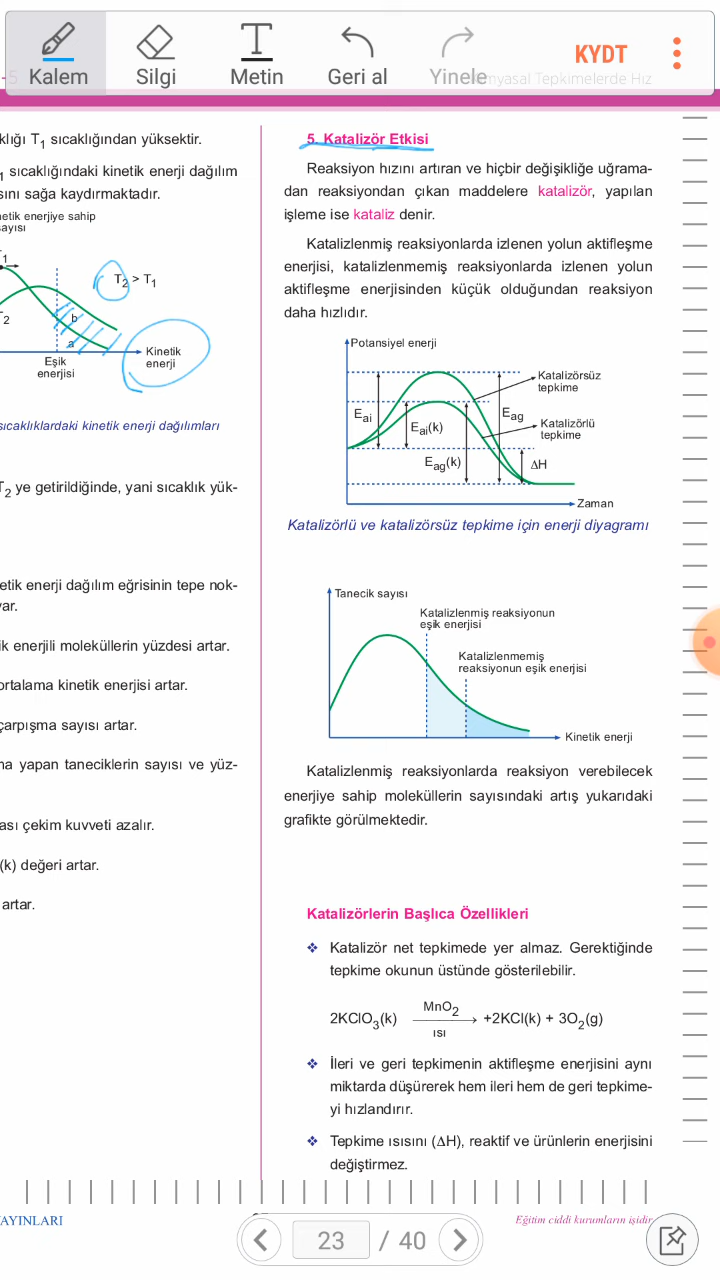 Kalem
Silgi
Metin
Geri al
Yinele
KYDT
Kimyasal Tepkimelerde Hız
-5
klığı T1 sıcaklığından yüksektir.
1 sıcaklığındaki kinetik enerji dağılım
sını sağa kaydırmaktadır.
netik enerjiye sahip
ayısı
T1
T2 > T1
T2
b
a
Kinetik
enerji
Eşik
enerjisi
sıcaklıklardaki kinetik enerji dağılımları
T2 ye getirildiğinde, yani sıcaklık yük-
etik enerji dağılım eğrisinin tepe nok-
var.
ik enerjili moleküllerin yüzdesi artar.
ortalama kinetik enerjisi artar.
çarpışma sayısı artar.
ma yapan taneciklerin sayısı ve yüz-
ası çekim kuvveti azalır.
(k) değeri artar.
artar.
5. Katalizör Etkisi
Reaksiyon hızını artıran ve hiçbir değişikliğe uğrama-
dan reaksiyondan çıkan maddelere katalizör, yapılan
işleme ise kataliz denir.
Katalizlenmiş reaksiyonlarda izlenen yolun aktifleşme
enerjisi, katalizlenmemiş reaksiyonlarda izlenen yolun
aktifleşme enerjisinden küçük olduğundan reaksiyon
daha hızlıdır.
Potansiyel enerji
Katalizörsüz
tepkime
Eai
Eai(k)
Eag
Katalizörlü
tepkime
Eag(k)
ΔH
Zaman
Katalizörlü ve katalizörsüz tepkime için enerji diyagramı
Tanecik sayısı
Katalizlenmiş reaksiyonun
eşik enerjisi
Katalizlenmemiş
reaksiyonun eşik enerjisi
Kinetik enerji
Katalizlenmiş reaksiyonlarda reaksiyon verebilecek
enerjiye sahip moleküllerin sayısındaki artış yukarıdaki
grafikte görülmektedir.
Katalizörlerin Başlıca Özellikleri
❖ Katalizör net tepkimede yer almaz. Gerektiğinde
tepkime okunun üstünde gösterilebilir.
2KClO3(k) MnO2 ısı → +2KCl(k) + 3O2(g)
❖ İleri ve geri tepkimenin aktifleşme enerjisini aynı
miktarda düşürerek hem ileri hem de geri tepkime-
yi hızlandırır.
❖ Tepkime ısısını (ΔH), reaktif ve ürünlerin enerjisini
değiştirmez.
YAYINLARI
Eğitim ciddi kurumların işidir
23 / 40